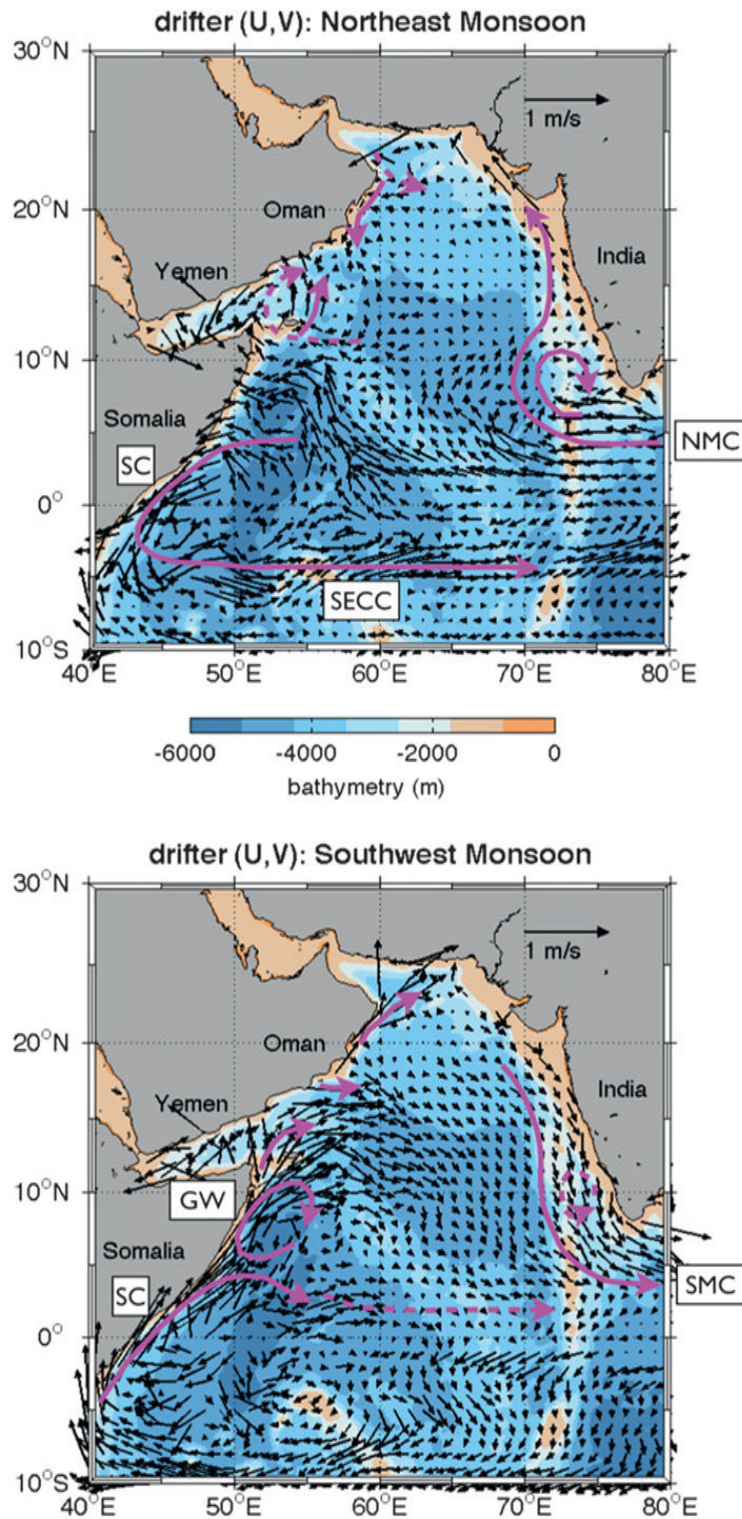 drifter (U,V): Northeast Monsoon
30°N
1 m/s
Oman
20°N
India
Yemen
10°N
Somalia
SC
NMC
0°
SECC
10°S
40°E 50°E 60°E 70°E 80°E
-6000 -4000 -2000 0
bathymetry (m)
drifter (U,V): Southwest Monsoon
30°N
1 m/s
Oman
20°N
India
Yemen
10°N
GW
Somalia
SC
SMC
0°
10°S
40°E 50°E 60°E 70°E 80°E